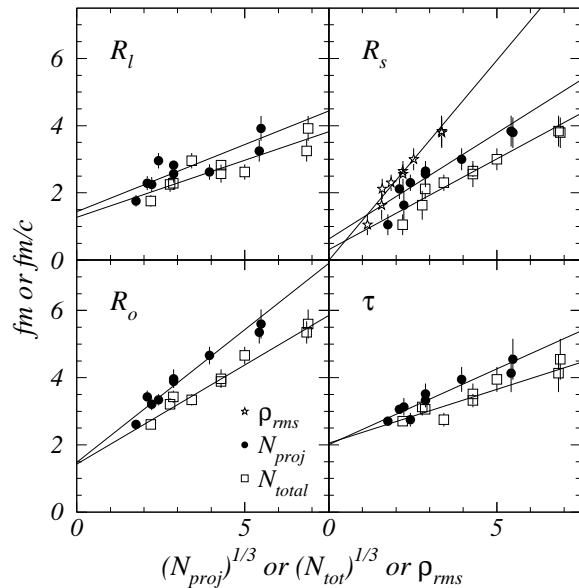 R_l
R_s
6
4
2
0
fm or fm/c
R_o
τ
6
4
2
0
ρ_rms
N_proj
N_total
0 5 0 5
(N_proj)^1/3 or (N_tot)^1/3 or ρ_rms